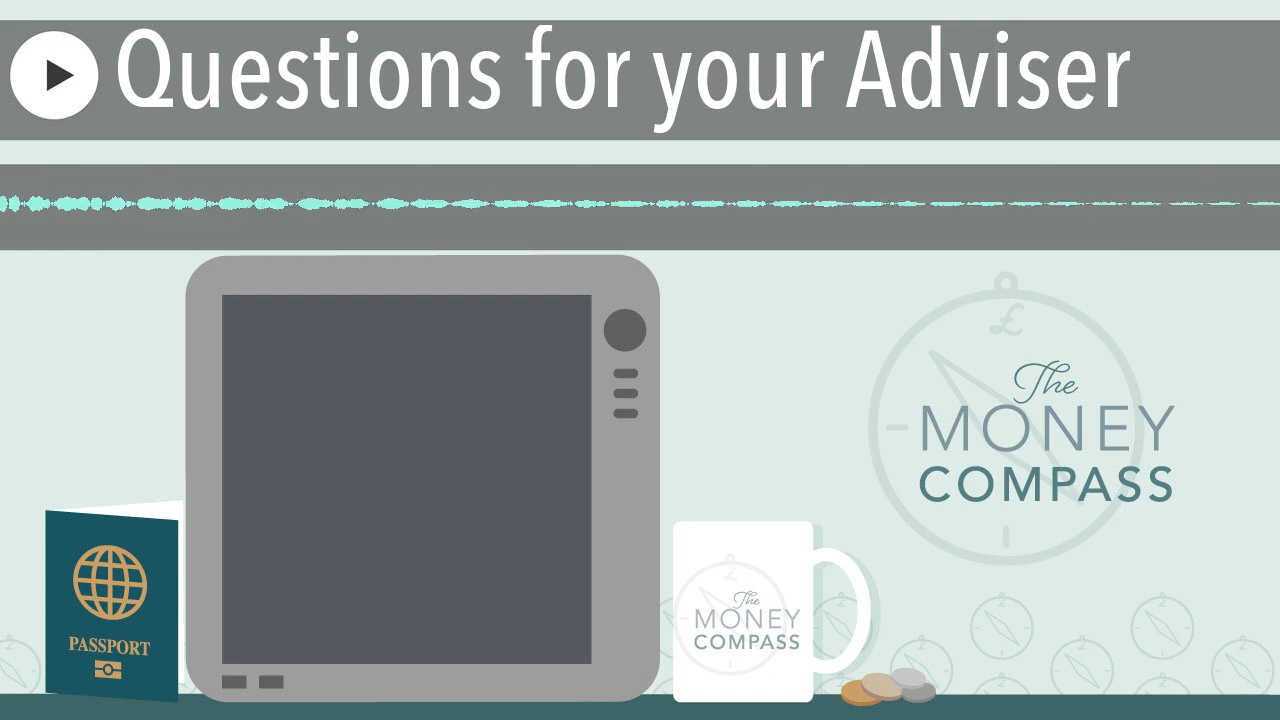 Questions for your Adviser
£
The
MONEY
COMPASS
PASSPORT
£
The
MONEY
COMPASS